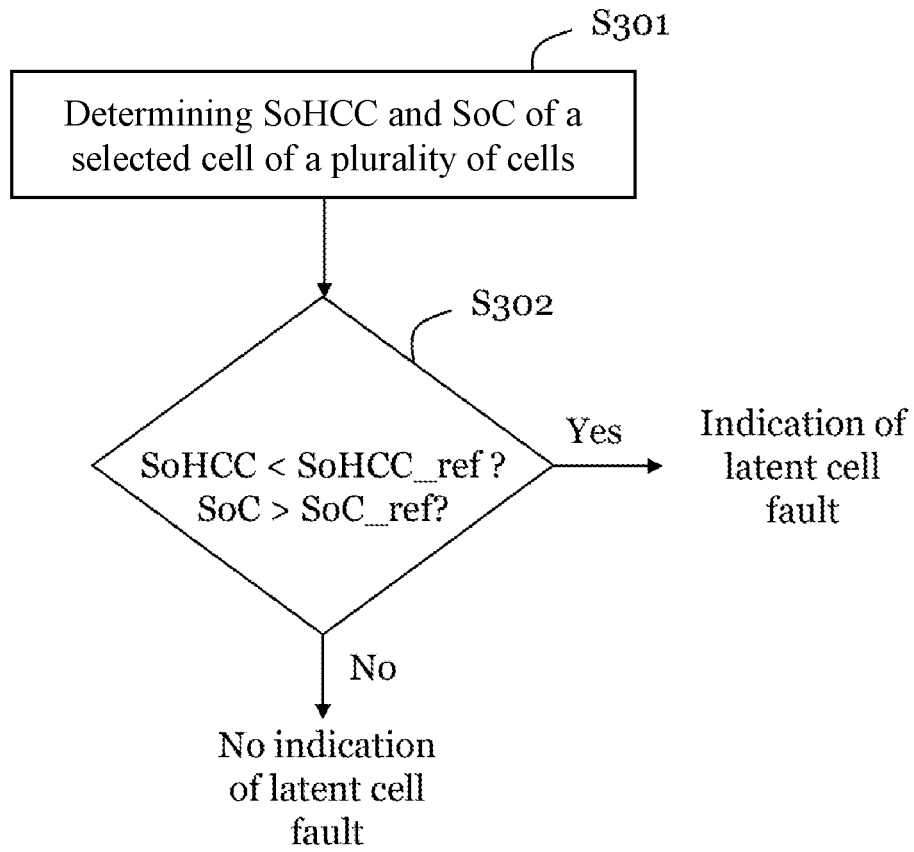 S301
Determining SoHCC and SoC of a
selected cell of a plurality of cells
S302
SoHCC < SoHCC_ref ?
SoC > SoC_ref?
Yes
Indication of
latent cell
fault
No
No indication
of latent cell
fault